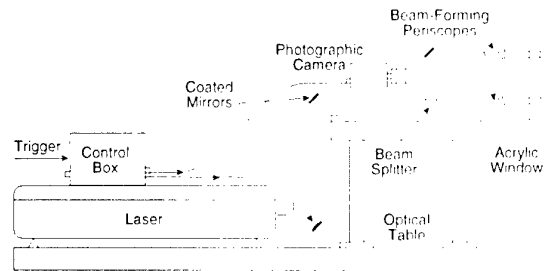 Beam-Forming
Periscopes
Photographic
Camera
Coated
Mirrors
Trigger
Control
Box
Beam
Splitter
Acrylic
Window
Laser
Optical
Table